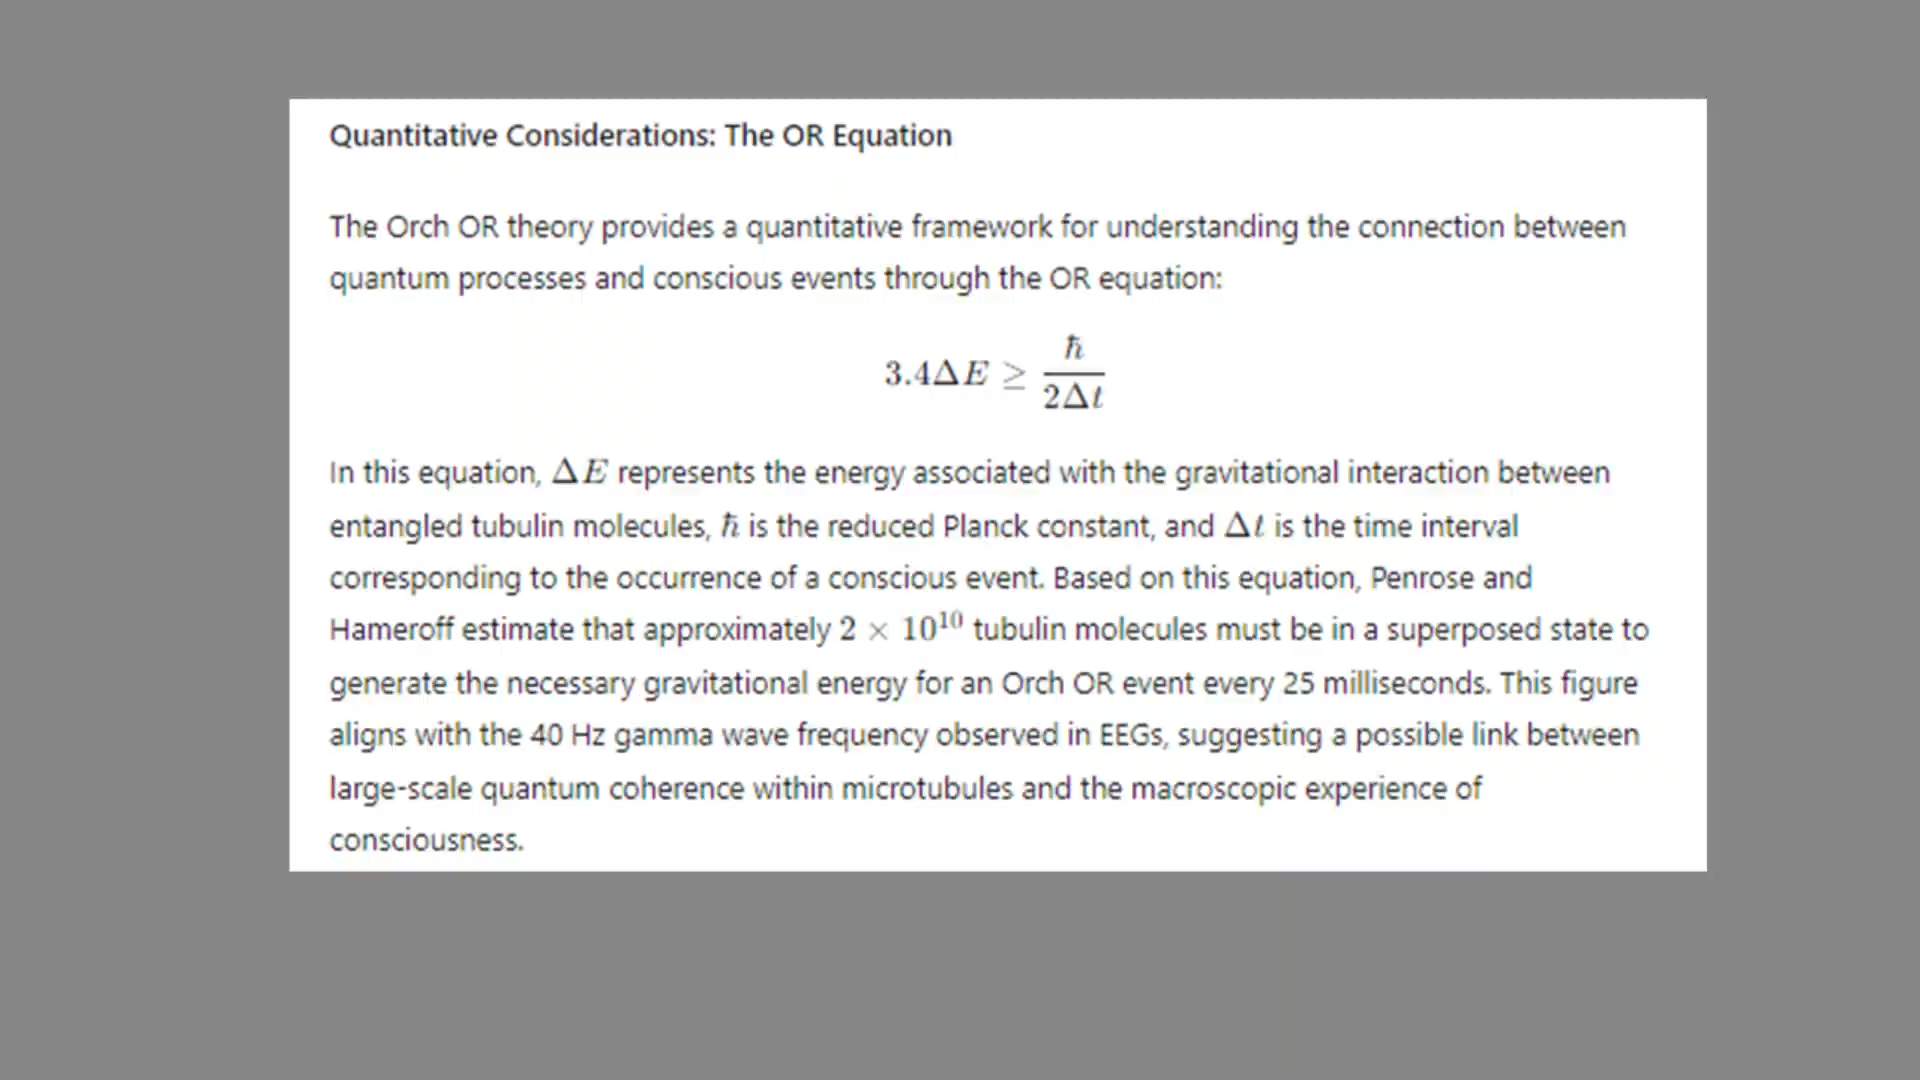 Quantitative Considerations: The OR Equation
The Orch OR theory provides a quantitative framework for understanding the connection between
quantum processes and conscious events through the OR equation:
3.4ΔE ≥ ħ / 2Δt
In this equation, ΔE represents the energy associated with the gravitational interaction between
entangled tubulin molecules, ħ is the reduced Planck constant, and Δt is the time interval
corresponding to the occurrence of a conscious event. Based on this equation, Penrose and
Hameroff estimate that approximately 2 × 10¹⁰ tubulin molecules must be in a superposed state to
generate the necessary gravitational energy for an Orch OR event every 25 milliseconds. This figure
aligns with the 40 Hz gamma wave frequency observed in EEGs, suggesting a possible link between
large-scale quantum coherence within microtubules and the macroscopic experience of
consciousness.